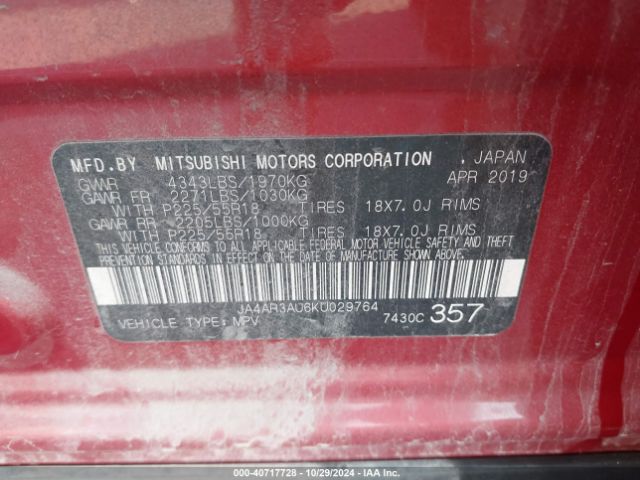 MFD.BY MITSUBISHI MOTORS CORPORATION , JAPAN
GVWR 4343LBS/1970KG APR 2019
GAWR FR 2271LBS/1030KG
WITH P225/55R18 TIRES 18X7.0J RIMS
GAWR RR 2205LBS/1000KG
WITH P225/55R18 TIRES 18X7.0J RIMS
THIS VEHICLE CONFORMS TO ALL APPLICABLE FEDERAL MOTOR VEHICLE SAFETY AND THEFT
PREVENTION STANDARDS IN EFFECT ON THE DATE OF MANUFACTURE SHOWN ABOVE.
JA4AR3AU6KU029764
VEHICLE TYPE: MPV 7430C 357
000-40717728 - 10/29/2024 - IAA Inc.